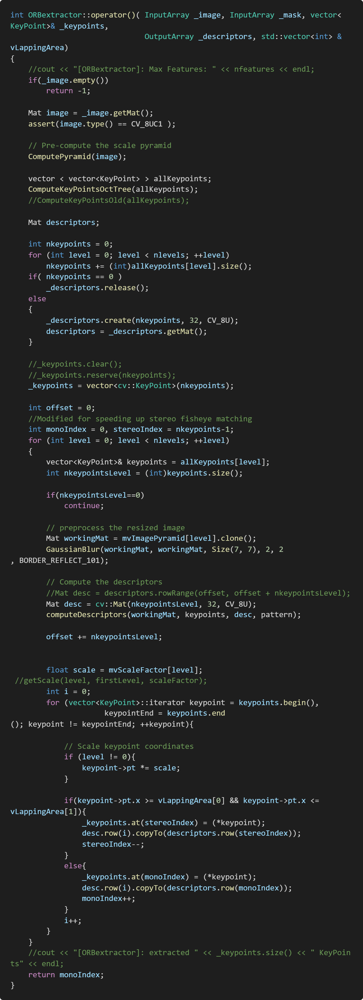 int ORBextractor::operator()( InputArray _image, InputArray _mask, vector<
KeyPoint>& _keypoints,
                              OutputArray _descriptors, std::vector<int> &
vLappingArea)
{
    //cout << "[ORBextractor]: Max Features: " << nfeatures << endl;
    if(_image.empty())
        return -1;

    Mat image = _image.getMat();
    assert(image.type() == CV_8UC1 );

    // Pre-compute the scale pyramid
    ComputePyramid(image);

    vector < vector<KeyPoint> > allKeypoints;
    ComputeKeyPointsOctTree(allKeypoints);
    //ComputeKeyPointsOld(allKeypoints);

    Mat descriptors;

    int nkeypoints = 0;
    for (int level = 0; level < nlevels; ++level)
        nkeypoints += (int)allKeypoints[level].size();
    if( nkeypoints == 0 )
        _descriptors.release();
    else
    {
        _descriptors.create(nkeypoints, 32, CV_8U);
        descriptors = _descriptors.getMat();
    }

    //_keypoints.clear();
    //_keypoints.reserve(nkeypoints);
    _keypoints = vector<cv::KeyPoint>(nkeypoints);

    int offset = 0;
    //Modified for speeding up stereo fisheye matching
    int monoIndex = 0, stereoIndex = nkeypoints-1;
    for (int level = 0; level < nlevels; ++level)
    {
        vector<KeyPoint>& keypoints = allKeypoints[level];
        int nkeypointsLevel = (int)keypoints.size();

        if(nkeypointsLevel==0)
            continue;

        // preprocess the resized image
        Mat workingMat = mvImagePyramid[level].clone();
        GaussianBlur(workingMat, workingMat, Size(7, 7), 2, 2
, BORDER_REFLECT_101);

        // Compute the descriptors
        //Mat desc = descriptors.rowRange(offset, offset + nkeypointsLevel);
        Mat desc = cv::Mat(nkeypointsLevel, 32, CV_8U);
        computeDescriptors(workingMat, keypoints, desc, pattern);

        offset += nkeypointsLevel;


        float scale = mvScaleFactor[level];
 //getScale(level, firstLevel, scaleFactor);
        int i = 0;
        for (vector<KeyPoint>::iterator keypoint = keypoints.begin(),
                     keypointEnd = keypoints.end
(); keypoint != keypointEnd; ++keypoint){

            // Scale keypoint coordinates
            if (level != 0){
                keypoint->pt *= scale;
            }

            if(keypoint->pt.x >= vLappingArea[0] && keypoint->pt.x <=
vLappingArea[1]){
                _keypoints.at(stereoIndex) = (*keypoint);
                desc.row(i).copyTo(descriptors.row(stereoIndex));
                stereoIndex--;
            }
            else{
                _keypoints.at(monoIndex) = (*keypoint);
                desc.row(i).copyTo(descriptors.row(monoIndex));
                monoIndex++;
            }
            i++;
        }
    }
    //cout << "[ORBextractor]: extracted " << _keypoints.size() << " KeyPoin
ts" << endl;
    return monoIndex;
}